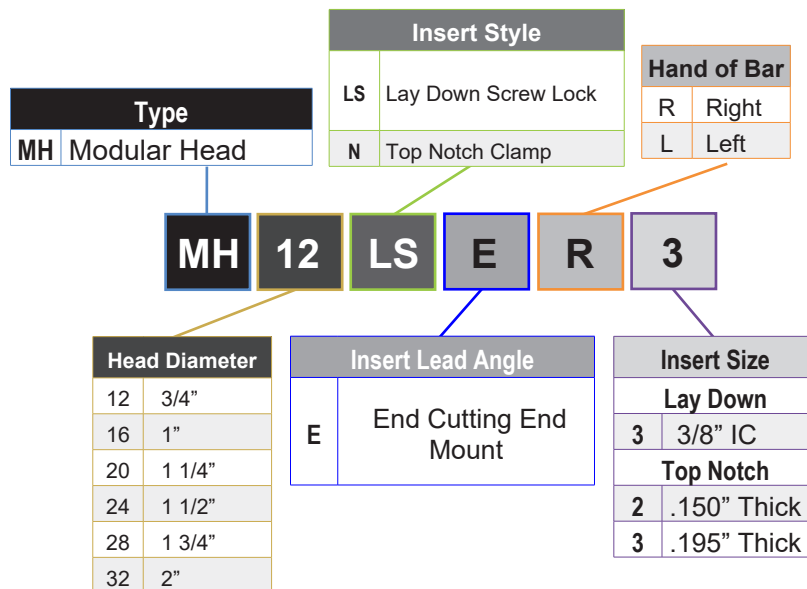 Insert Style
LS Lay Down Screw Lock
N Top Notch Clamp
Hand of Bar
R Right
L Left
Type
MH Modular Head
MH 12 LS E R 3
Head Diameter
12 3/4”
16 1”
20 1 1/4”
24 1 1/2”
28 1 3/4”
32 2”
Insert Lead Angle
E End Cutting End
Mount
Insert Size
Lay Down
3 3/8” IC
Top Notch
2 .150” Thick
3 .195” Thick